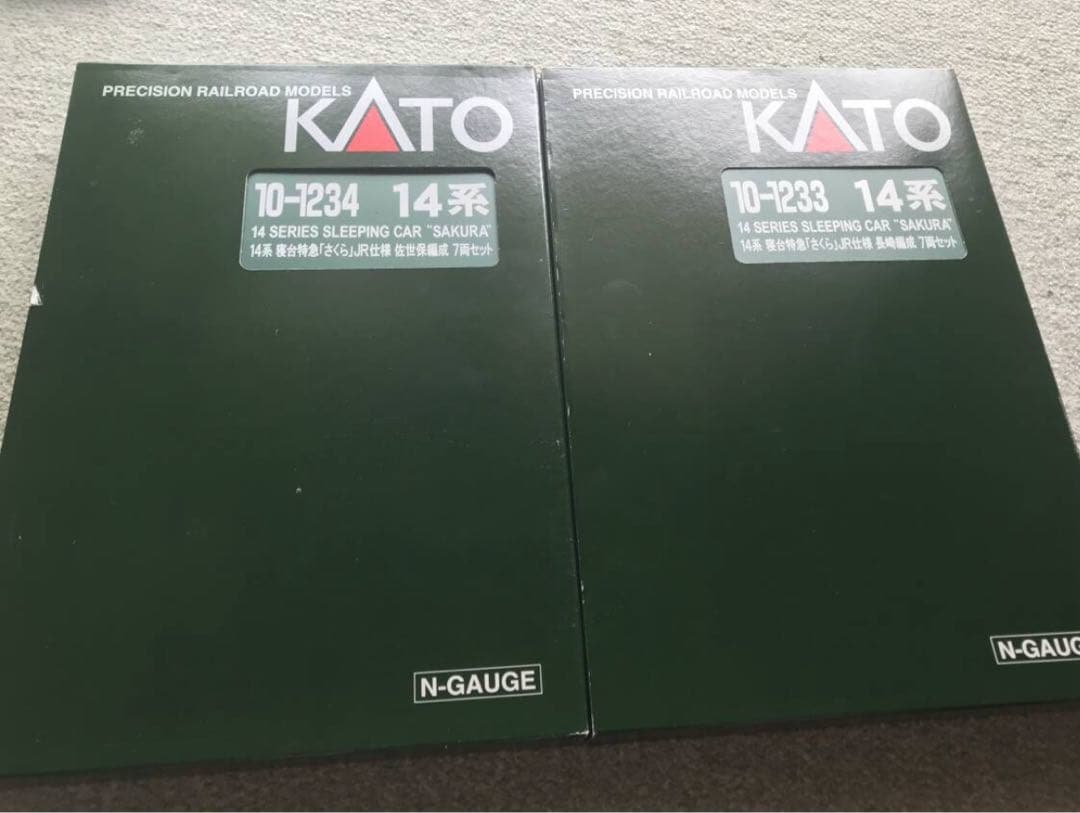 PRECISION RAILROAD MODELS
KATO
10-1234 14系
14 SERIES SLEEPING CAR "SAKURA"
14系 寝台特急「さくら」JR仕様 佐世保編成 7両セット
N-GAUGE
PRECISION RAILROAD MODELS
KATO
10-1233 14系
14 SERIES SLEEPING CAR "SAKURA"
14系 寝台特急「さくら」JR仕様 長崎編成 7両セット
N-GAUG